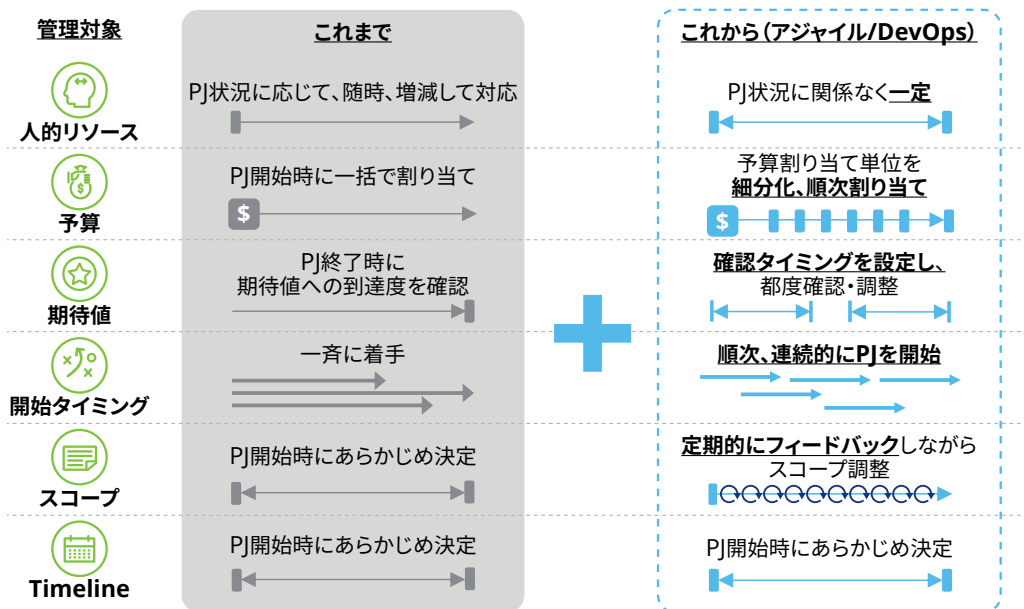 管理対象
これまで
これから（アジャイル/DevOps）
人的リソース
PJ状況に応じて、随時、増減して対応
PJ状況に関係なく一定
予算
PJ開始時に一括で割り当て
$
予算割り当て単位を
細分化、順次割り当て
$
期待値
PJ終了時に
期待値への到達度を確認
確認タイミングを設定し、
都度確認・調整
開始タイミング
一斉に着手
順次、連続的にPJを開始
スコープ
PJ開始時にあらかじめ決定
定期的にフィードバックしながら
スコープ調整
Timeline
PJ開始時にあらかじめ決定
PJ開始時にあらかじめ決定